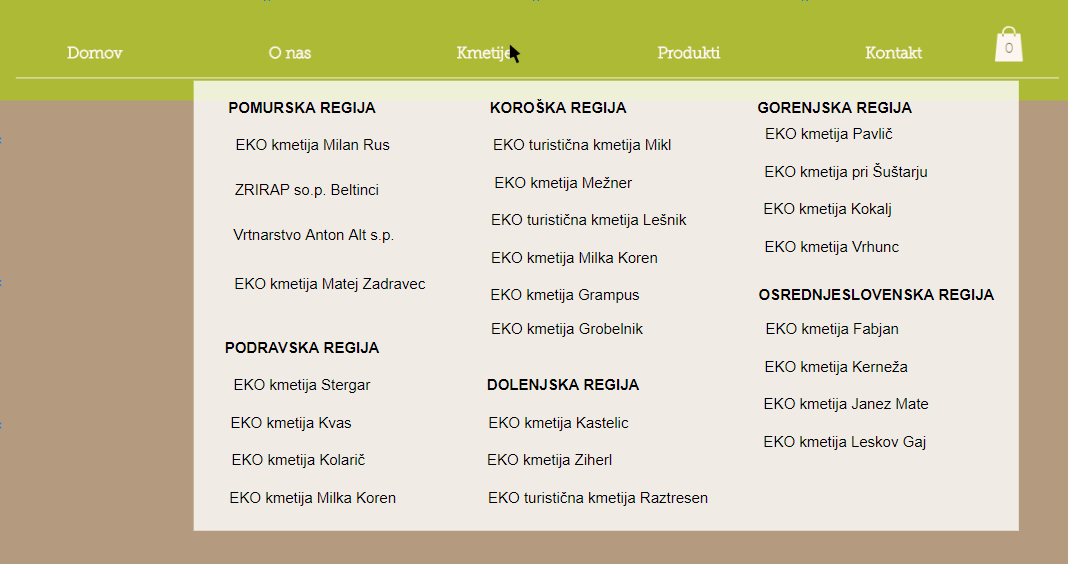 Domov
O nas
Kmetije
Produkti
Kontakt
0
POMURSKA REGIJA
EKO kmetija Milan Rus
ZRIRAP so.p. Beltinci
Vrtnarstvo Anton Alt s.p.
EKO kmetija Matej Zadravec
PODRAVSKA REGIJA
EKO kmetija Stergar
EKO kmetija Kvas
EKO kmetija Kolarič
EKO kmetija Milka Koren
KOROŠKA REGIJA
EKO turistična kmetija Mikl
EKO kmetija Mežner
EKO turistična kmetija Lešnik
EKO kmetija Milka Koren
EKO kmetija Grampus
EKO kmetija Grobelnik
DOLENJSKA REGIJA
EKO kmetija Kastelic
EKO kmetija Ziherl
EKO turistična kmetija Raztresen
GORENJSKA REGIJA
EKO kmetija Pavlič
EKO kmetija pri Šuštarju
EKO kmetija Kokalj
EKO kmetija Vrhunc
OSREDNJESLOVENSKA REGIJA
EKO kmetija Fabjan
EKO kmetija Kerneža
EKO kmetija Janez Mate
EKO kmetija Leskov Gaj